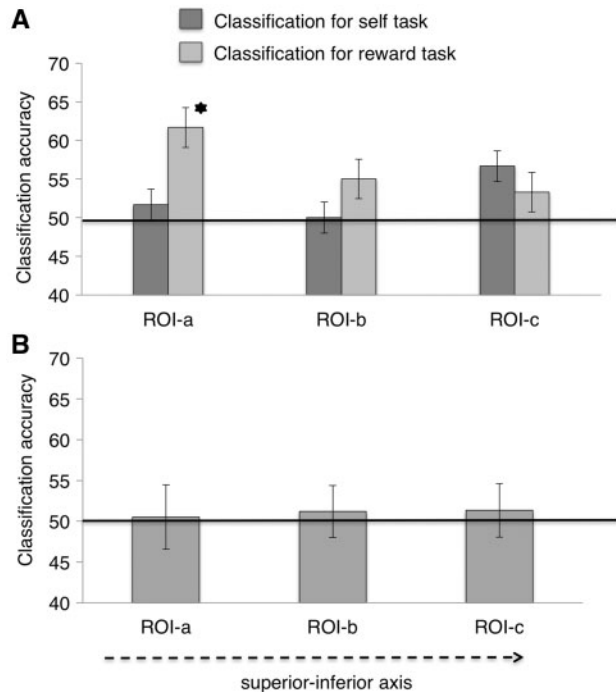 A
Classification for self task
Classification for reward task
Classification accuracy
70
65
60
55
50
45
40
ROI-a ROI-b ROI-c
B
Classification accuracy
70
65
60
55
50
45
40
ROI-a ROI-b ROI-c
superior-inferior axis